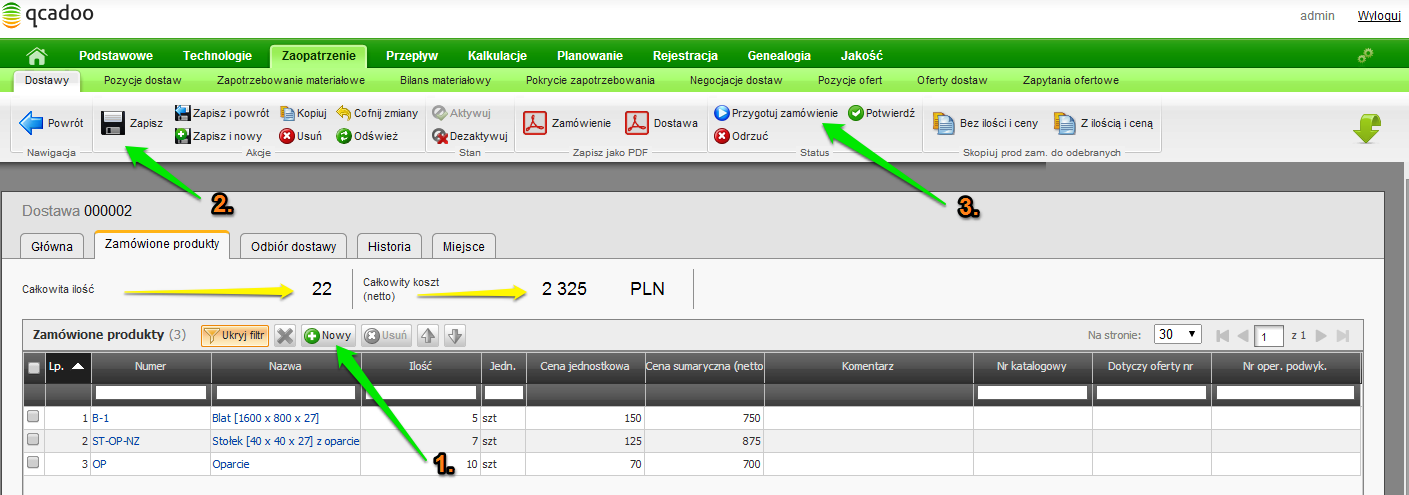 qcadoo
admin Wyloguj
Podstawowe Technologie Zaopatrzenie Przepływ Kalkulacje Planowanie Rejestracja Genealogia Jakość
Dostawy Pozycje dostaw Zapotrzebowanie materiałowe Bilans materiałowy Pokrycie zapotrzebowania Negocjacje dostaw Pozycje ofert Oferty dostaw Zapytania ofertowe
Powrót Zapisz Zapisz i powrót Kopiuj Cofnij zmiany Aktywuj Zamówienie Dostawa Przygotuj zamówienie Potwierdź Bez ilości i ceny Z ilością i ceną
Zapisz i nowy Usuń Odśwież Dezaktywuj Odrzuć
Nawigacja Akcje Stan Zapisz jako PDF Status Skopiuj prod zam. do odebranych
2. 3.
Dostawa 000002
Główna Zamówione produkty Odbiór dostawy Historia Miejsce
Całkowita ilość 22 Całkowity koszt (netto) 2 325 PLN
Zamówione produkty (3) Ukryj filtr Nowy Usuń Na stronie: 30 1 z 1
Lp. Numer Nazwa Ilość Jedn. Cena jednostkowa Cena sumaryczna (netto Komentarz Nr katalogowy Dotyczy oferty nr Nr oper. podwyk.
1 B-1 Blat [1600 x 800 x 27] 5 szt 150 750
2 ST-OP-NZ Stołek [40 x 40 x 27] z oparcie 7 szt 125 875
3 OP Oparcie 10 szt 70 700
1.